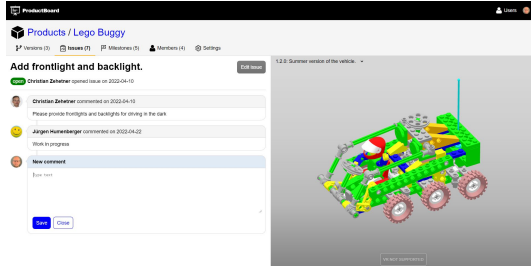 ProductBoard
Users
Products / Lego Buggy
Versions (3)
Issues (7)
Milestones (5)
Members (4)
Settings
Add frontlight and backlight.
Edit issue
open Christian Zehetner opened issue on 2022-04-10
Christian Zehetner commented on 2022-04-10
Please provide frontlights and backlights for driving in the dark
Jürgen Humenberger commented on 2022-04-22
Work in progress
New comment
Type text
Save
Close
1.2.0: Summer version of the vehicle.